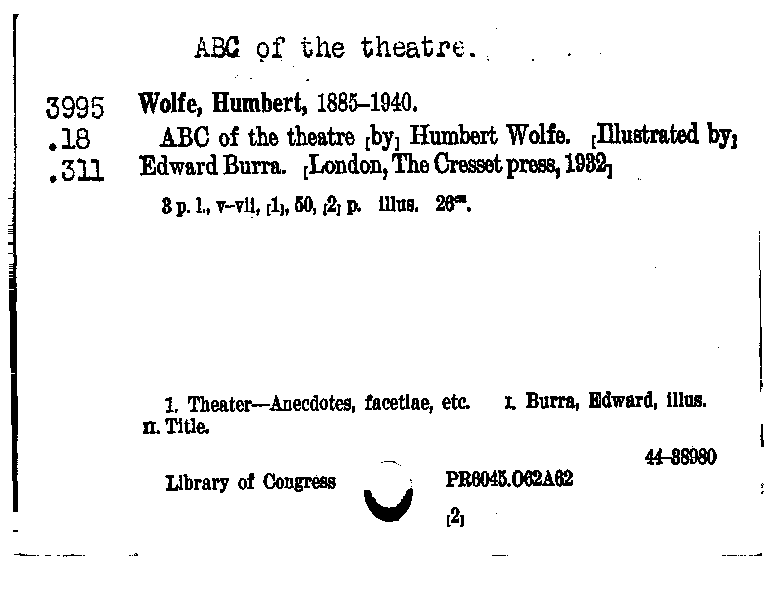 ABC of the theatre.
3995 Wolfe, Humbert, 1885–1940.
.18 ABC of the theatre [by] Humbert Wolfe. [Illustrated by]
.311 Edward Burra. [London, The Cresset press, 1932]
3 p. l., v–vii, [1], 50, [2] p. illus. 26cm.
1. Theater—Anecdotes, facetiae, etc. I. Burra, Edward, illus.
II. Title.
44–38980
Library of Congress PR6045.O62A62
[2]